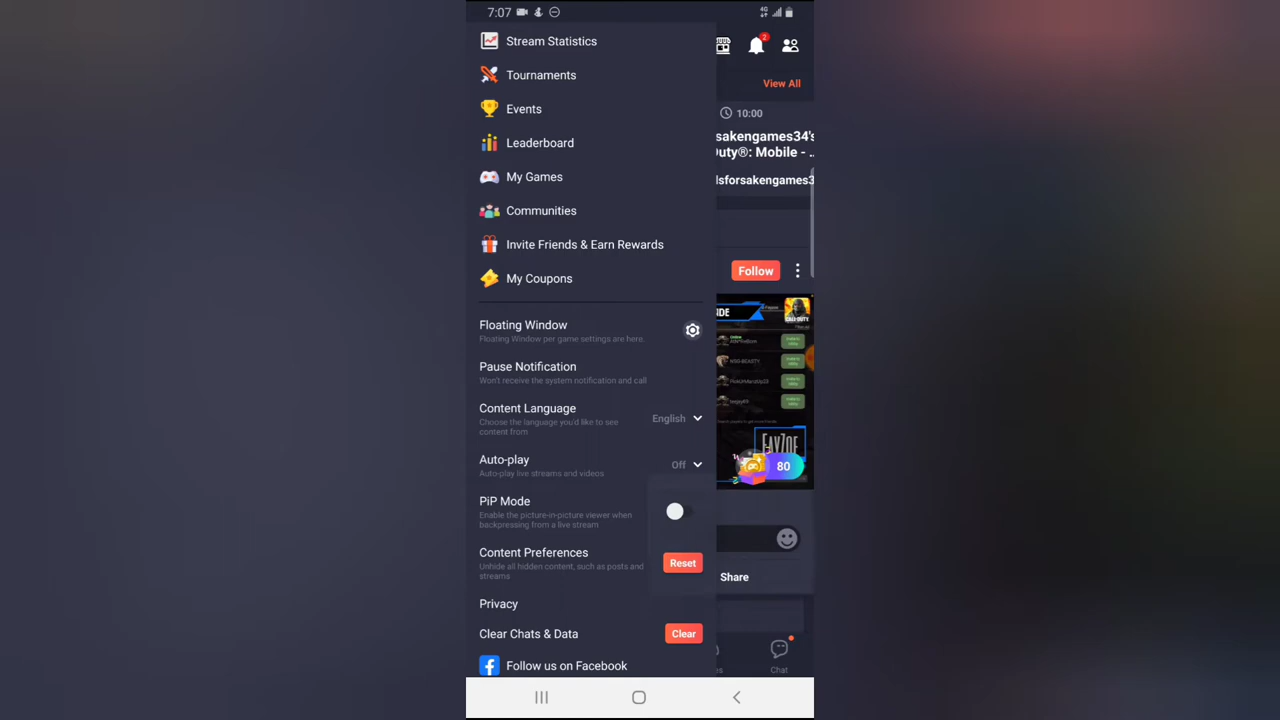 7:07
4G
Stream Statistics
2
Tournaments
View All
Events
10:00
Leaderboard
sakengames34's
Duty®: Mobile - ..
My Games
lsforsakengames3
Communities
Invite Friends & Earn Rewards
Follow
My Coupons
Floating Window
Floating Window per game settings are here.
Pause Notification
Won't receive the system notification and call
Content Language
English
Choose the language you'd like to see
content from
Auto-play
Off
Auto-play live streams and videos
80
PiP Mode
Enable the picture-in-picture viewer when
backpressing from a live stream
Content Preferences
Reset
Unhide all hidden content, such as posts and
streams
Share
Privacy
Clear Chats & Data
Clear
Follow us on Facebook
Chat